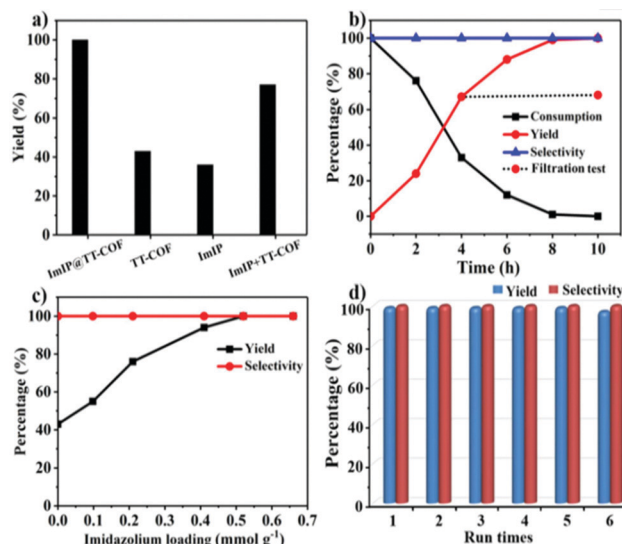 a)
100
80
60
40
20
0
Yield (%)
ImIP@TT-COF
TT-COF
ImIP
ImIP+TT-COF
b)
100
80
60
40
20
0
Percentage (%)
Consumption
Yield
Selectivity
Filtration test
0 2 4 6 8 10
Time (h)
c)
120
100
80
60
40
20
0
Percentage (%)
Yield
Selectivity
0.0 0.1 0.2 0.3 0.4 0.5 0.6 0.7
Imidazolium loading (mmol g-1)
Yield Selectivity
d)
100
80
60
40
20
0
Percentage (%)
1 2 3 4 5 6
Run times